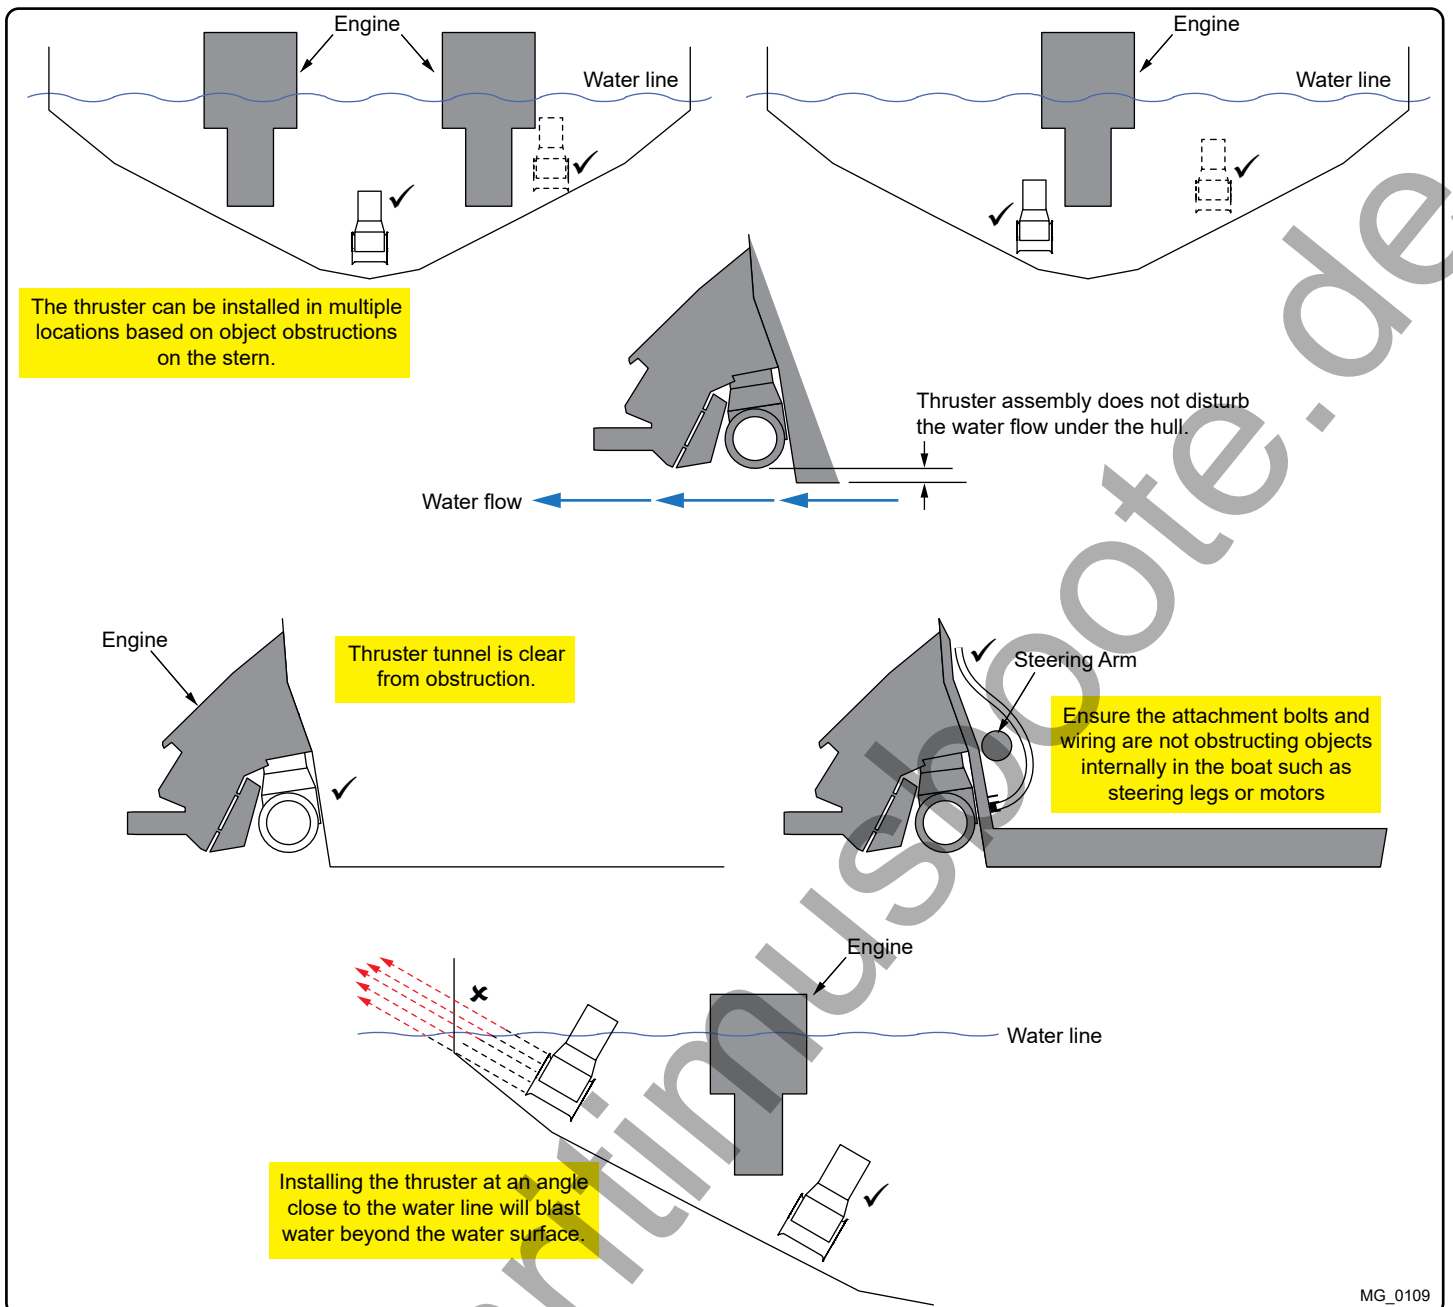 Engine
Water line
Engine
Water line
The thruster can be installed in multiple
locations based on object obstructions
on the stern.
Thruster assembly does not disturb
the water flow under the hull.
Water flow
Engine
Thruster tunnel is clear
from obstruction.
Steering Arm
Ensure the attachment bolts and
wiring are not obstructing objects
internally in the boat such as
steering legs or motors
Engine
Water line
Installing the thruster at an angle
close to the water line will blast
water beyond the water surface.
MG_0109